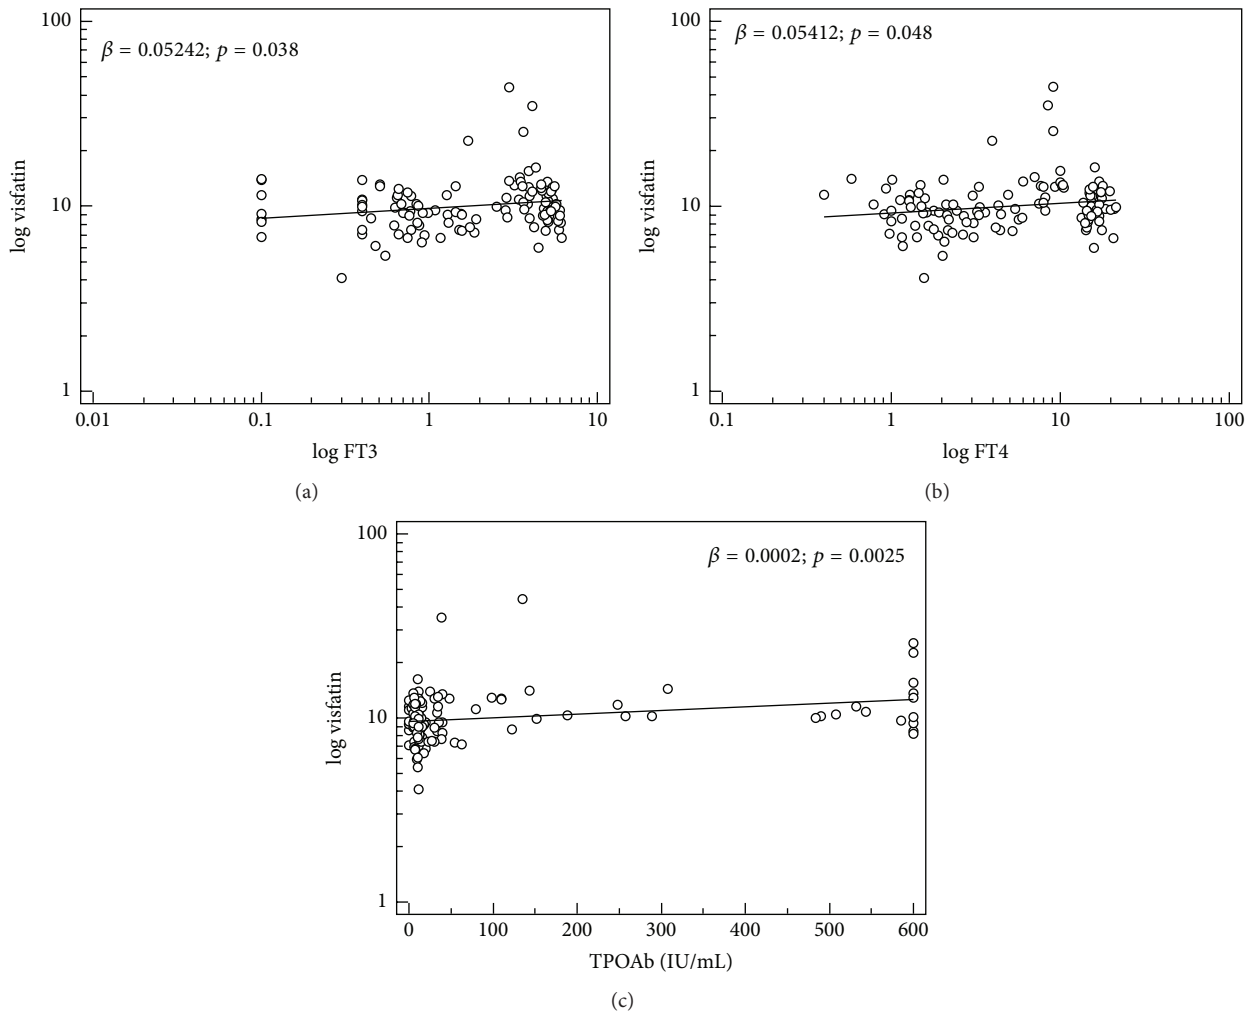 100
10
1
log visfatin
β = 0.05242; p = 0.038
0.01 0.1 1 10
log FT3
(a)
100
10
1
log visfatin
β = 0.05412; p = 0.048
0.1 1 10 100
log FT4
(b)
100
10
1
log visfatin
β = 0.0002; p = 0.0025
0 100 200 300 400 500 600
TPOAb (IU/mL)
(c)